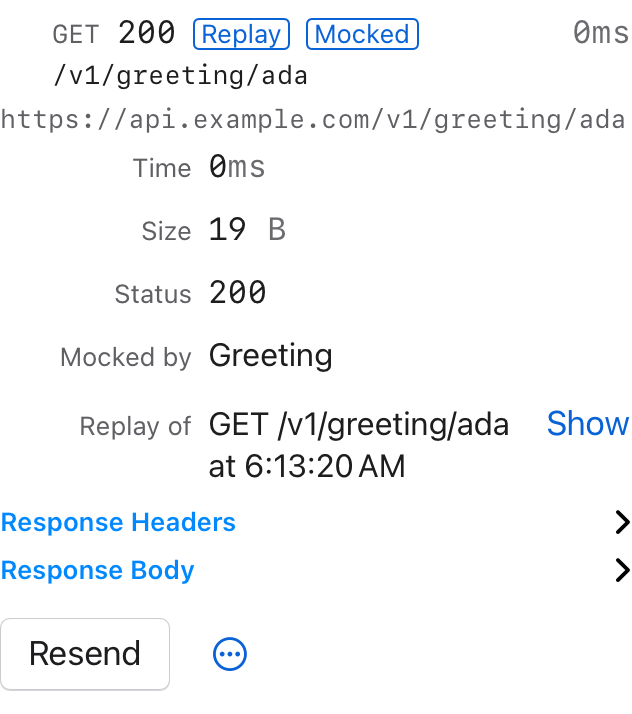 GET 200 Replay Mocked 0ms
/v1/greeting/ada
https://api.example.com/v1/greeting/ada
Time 0ms
Size 19 B
Status 200
Mocked by Greeting
Replay of GET /v1/greeting/ada Show
at 6:13:20 AM
Response Headers
Response Body
Resend